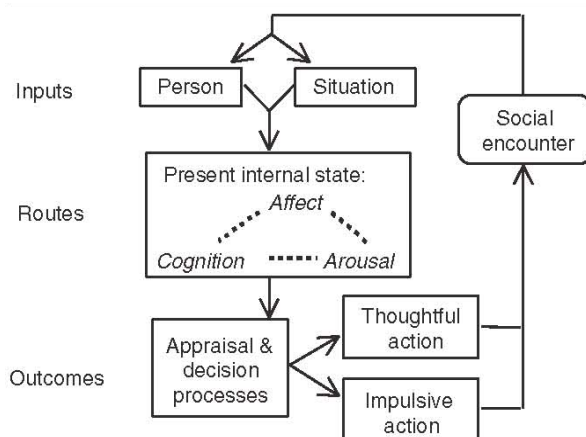 Inputs
Person
Situation
Social
encounter
Routes
Present internal state:
Affect
Cognition
Arousal
Outcomes
Appraisal &
decision
processes
Thoughtful
action
Impulsive
action